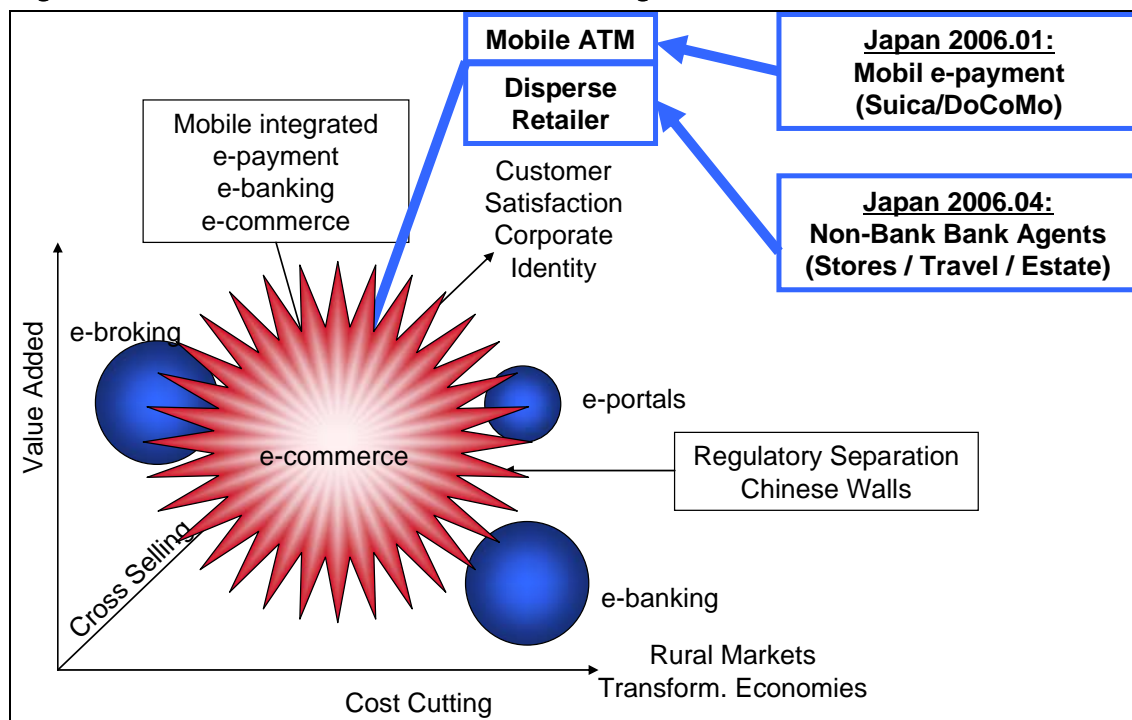 Mobile ATM
Disperse
Retailer
Japan 2006.01:
Mobil e-payment
(Suica/DoCoMo)
Mobile integrated
e-payment
e-banking
e-commerce
Customer
Satisfaction
Corporate
Identity
Japan 2006.04:
Non-Bank Bank Agents
(Stores / Travel / Estate)
Value Added
e-broking
e-portals
e-commerce
Regulatory Separation
Chinese Walls
Cross Selling
e-banking
Rural Markets
Transform. Economies
Cost Cutting